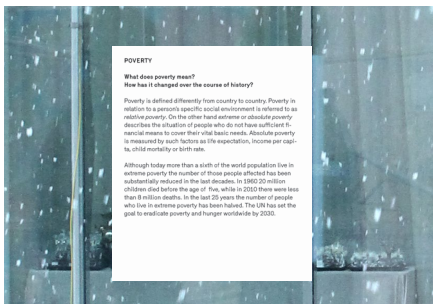 POVERTY
What does poverty mean?
How has it changed over the course of history?
Poverty is defined differently from country to country. Poverty in
relation to a person's specific social environment is referred to as
relative poverty. On the other hand extreme or absolute poverty
describes the situation of people who do not have sufficient fi-
nancial means to cover their vital basic needs. Absolute poverty
is measured by such factors as life expectation, income per capi-
ta, child mortality or birth rate.
Although today more than a sixth of the world population live in
extreme poverty the number of those people affected has been
substantially reduced in the last decades. In 1960 20 million
children died before the age of five, while in 2010 there were less
than 8 million deaths. In the last 25 years the number of people
who live in extreme poverty has been halved. The UN has set the
goal to eradicate poverty and hunger worldwide by 2030.